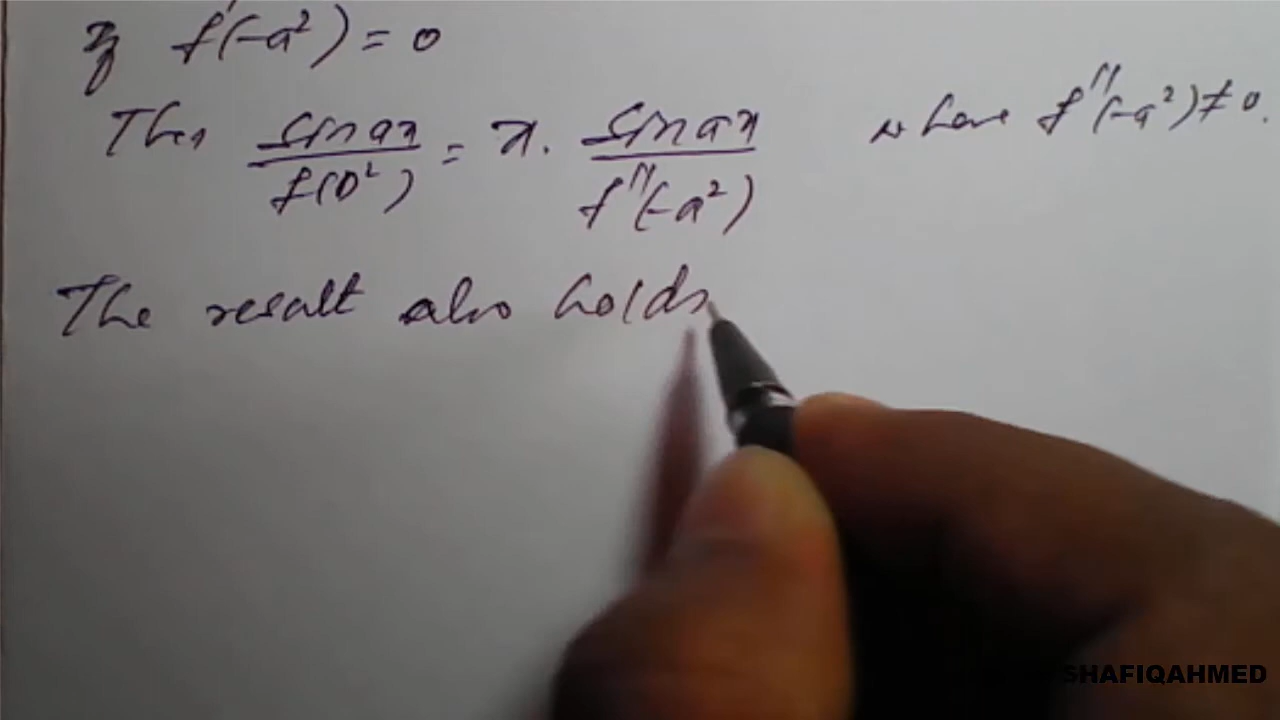 If f'(-a²) = 0
Then sin ax / f(D²) = x. sin ax / f''(-a²) where f''(-a²) ≠ 0.
The result also holds
SHAFIQAHMED